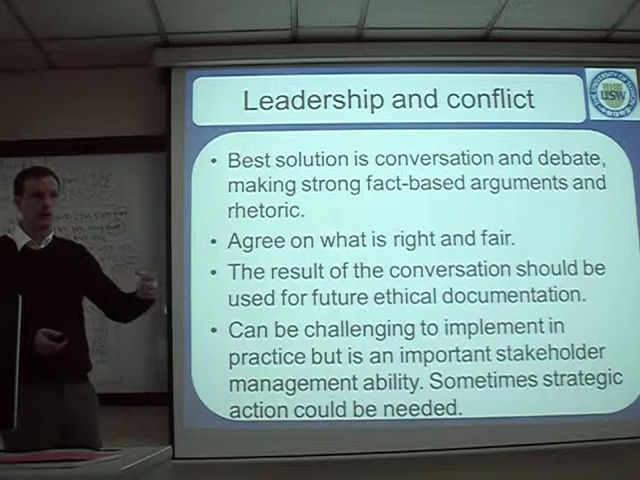 Leadership and conflict
USW
• Best solution is conversation and debate,
making strong fact-based arguments and
rhetoric.
• Agree on what is right and fair.
• The result of the conversation should be
used for future ethical documentation.
• Can be challenging to implement in
practice but is an important stakeholder
management ability. Sometimes strategic
action could be needed.